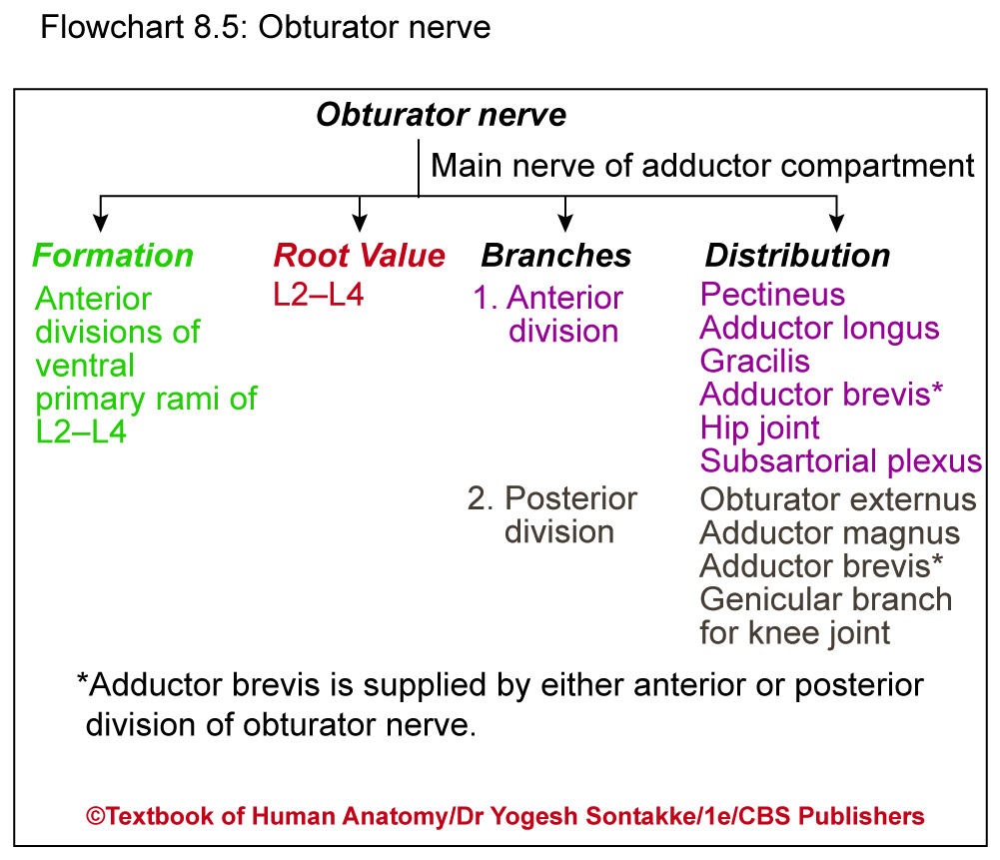 Flowchart 8.5: Obturator nerve
Obturator nerve
Main nerve of adductor compartment
Formation
Anterior
divisions of
ventral
primary rami of
L2–L4
Root Value
L2–L4
Branches
1. Anterior
division
2. Posterior
division
Distribution
Pectineus
Adductor longus
Gracilis
Adductor brevis*
Hip joint
Subsartorial plexus
Obturator externus
Adductor magnus
Adductor brevis*
Genicular branch
for knee joint
*Adductor brevis is supplied by either anterior or posterior
division of obturator nerve.
©Textbook of Human Anatomy/Dr Yogesh Sontakke/1e/CBS Publishers